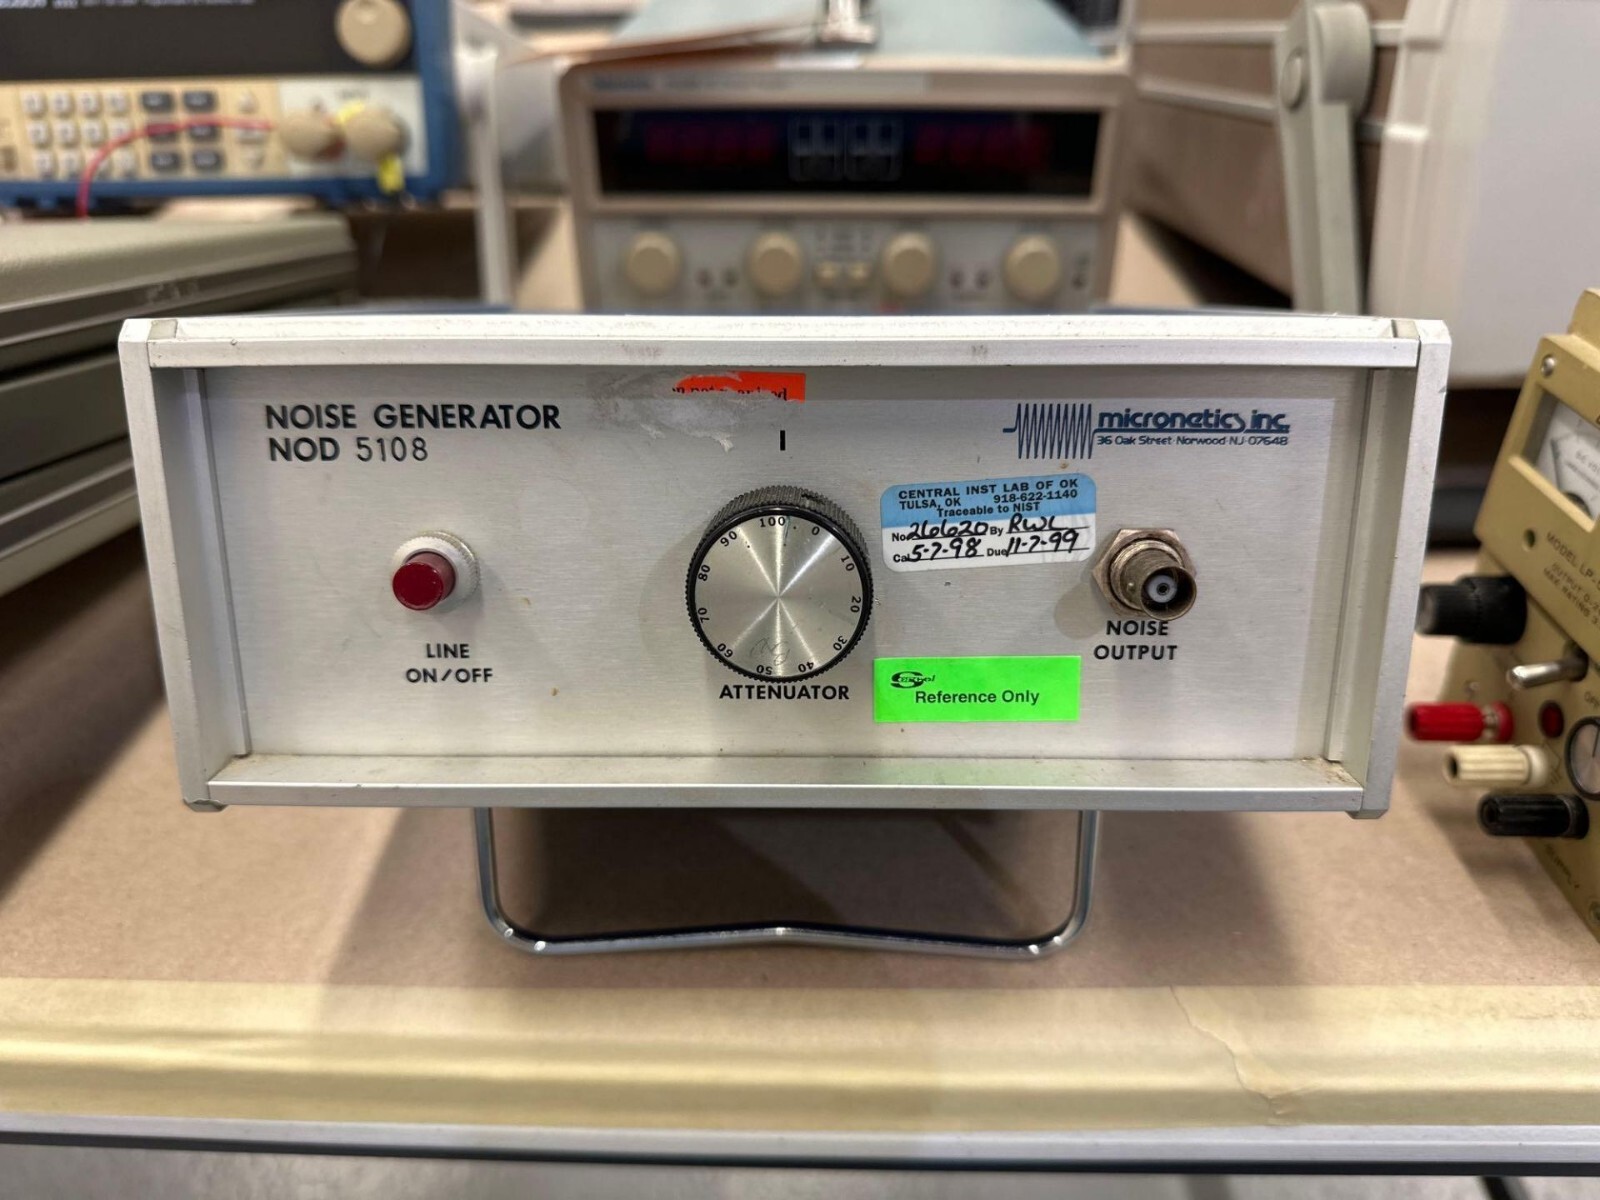 NOISE GENERATOR
NOD 5108
micronetics, inc.
36 Oak Street Norwood NJ 07648
CENTRAL INST LAB OF OK
TULSA, OK 918-622-1140
Traceable to NIST
No. 266620 By RWL
Cal 5-7-98 Due 11-7-99
100 0 10 20 30 40 50 60 70 80 90
LINE
ON/OFF
ATTENUATOR
NOISE
OUTPUT
Reference Only